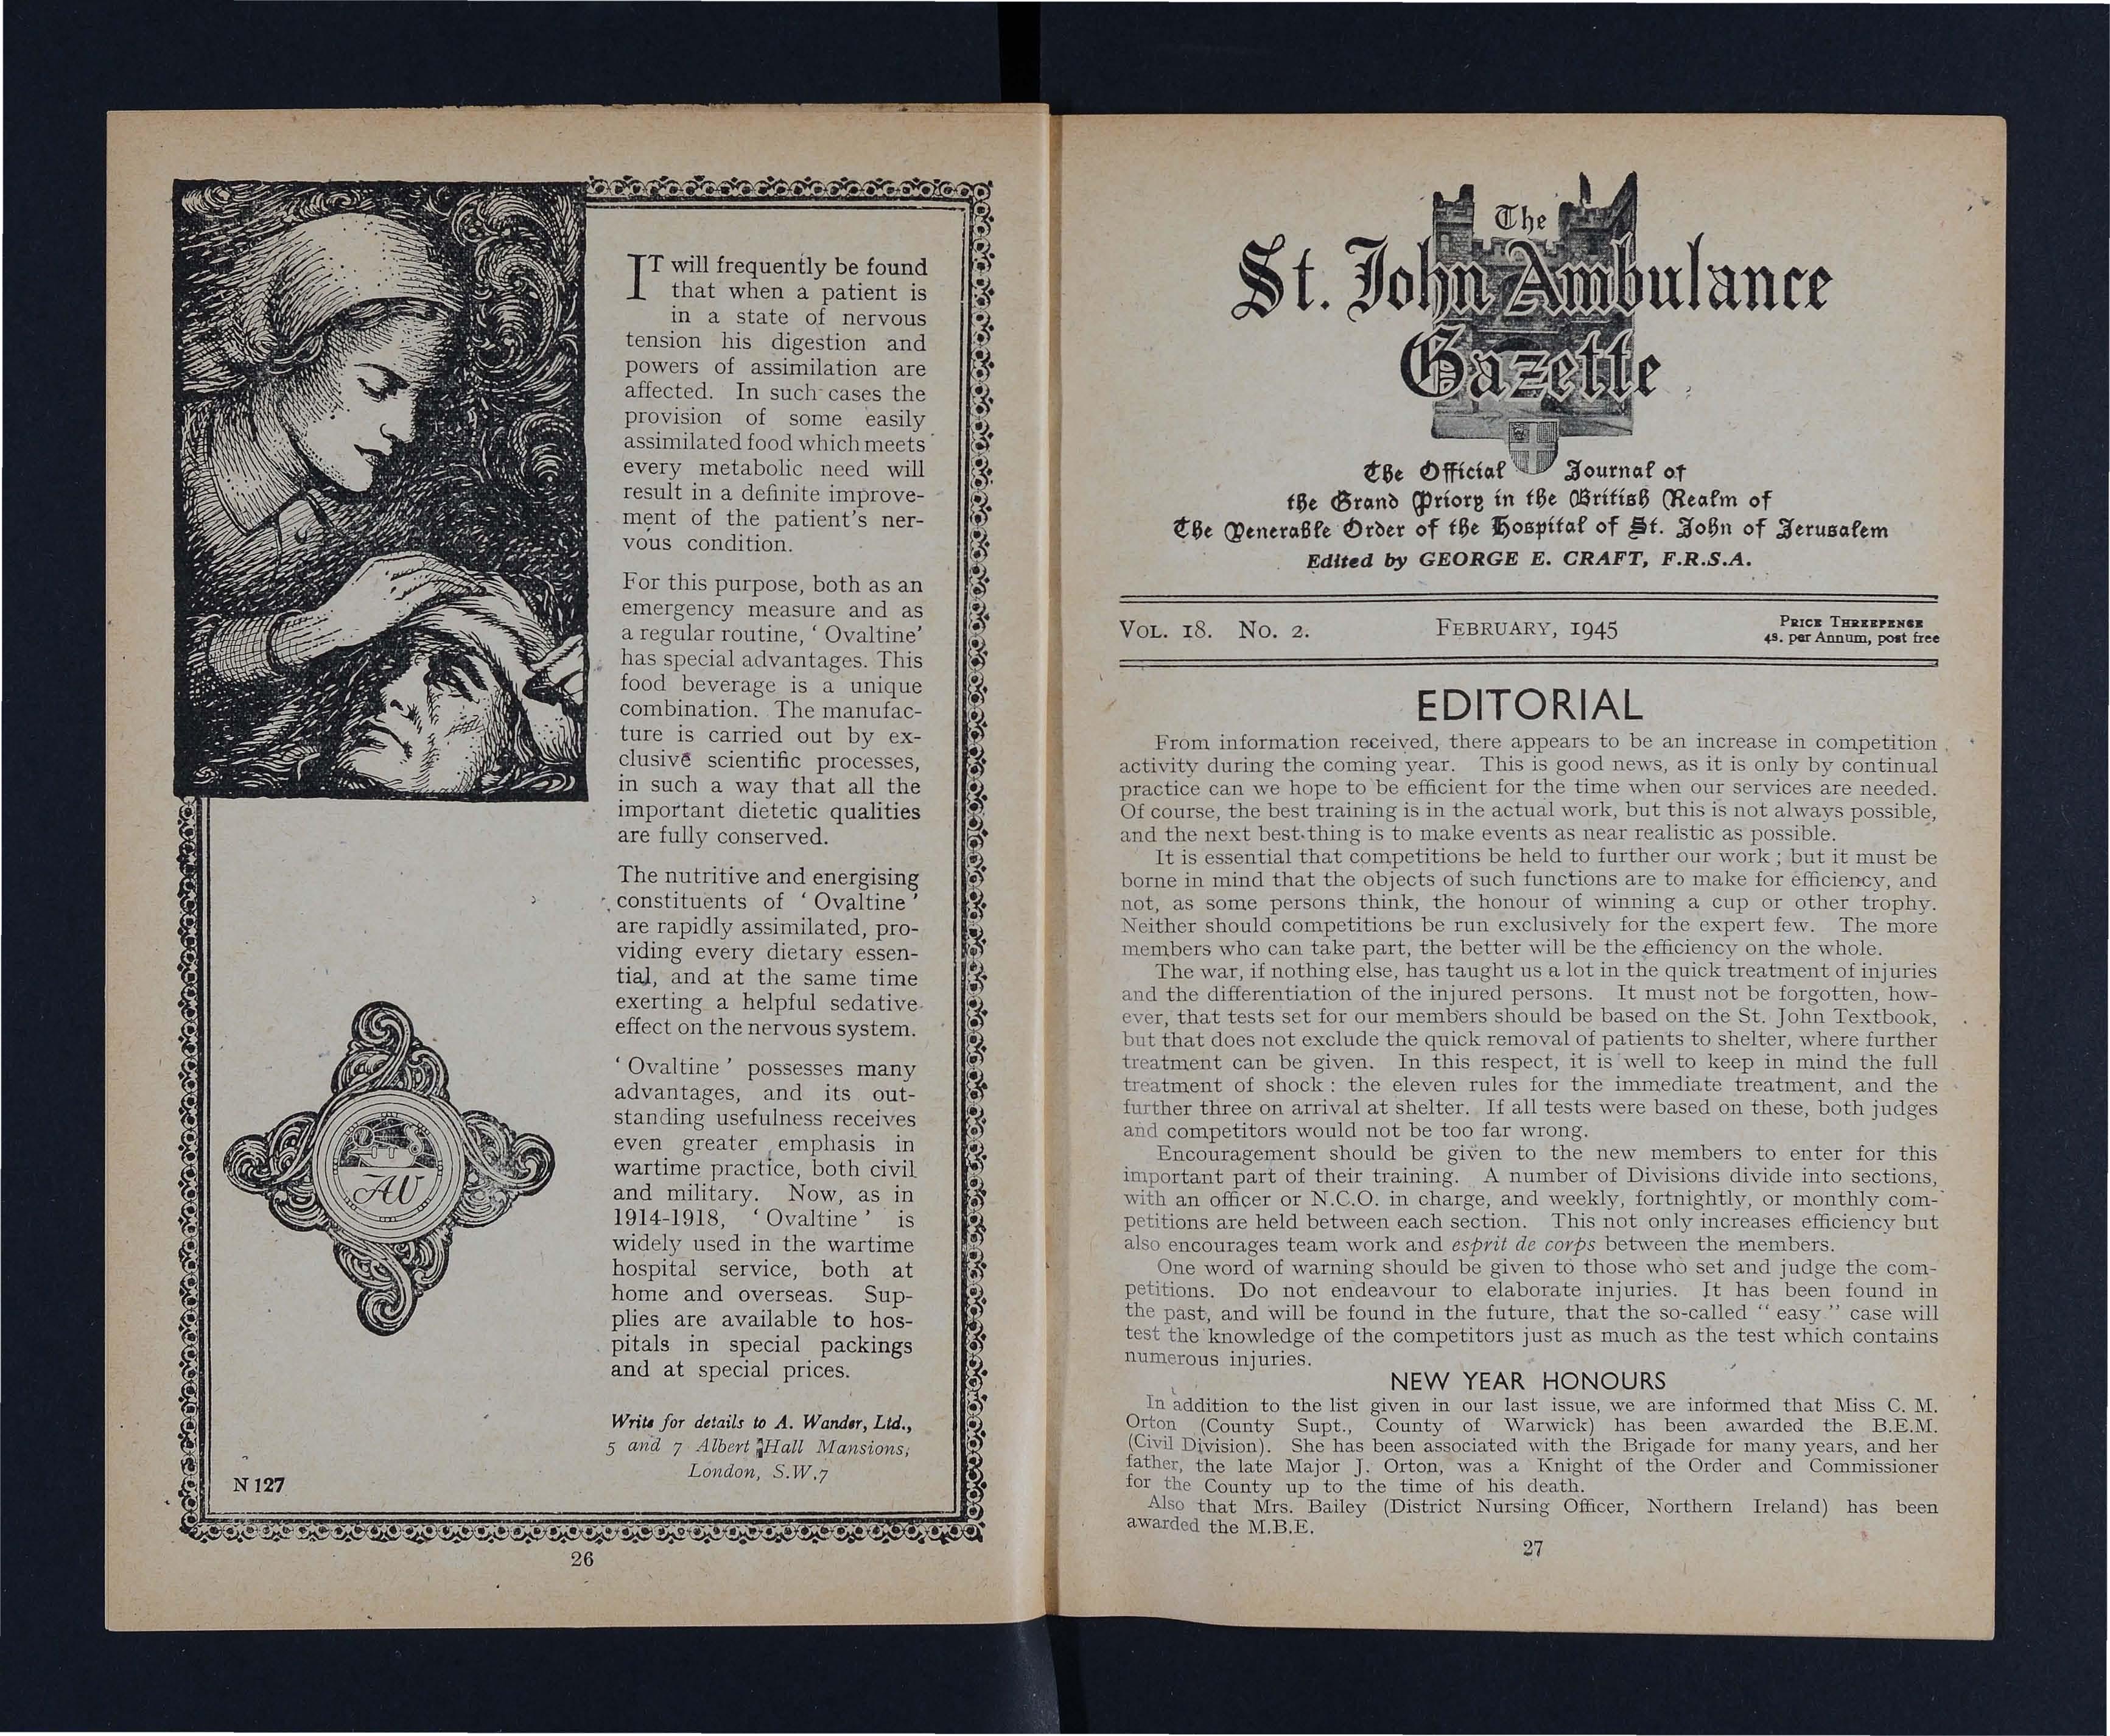 IT will frequently be found
that when a patient is
in a state of nervous
tension his digestion and
powers of assimilation are
affected. In such cases the
provision of some easily
assimilated food which meets
every metabolic need will
result in a definite improve-
ment of the patient's ner-
vous condition.
For this purpose, both as an
emergency measure and as
a regular routine, ‘ Ovaltine’
has special advantages. This
food beverage is a unique
combination. The manufac-
ture is carried out by ex-
clusive scientific processes,
in such a way that all the
important dietetic qualities
are fully conserved.
The nutritive and energising
constituents of ‘ Ovaltine ’
are rapidly assimilated, pro-
viding every dietary essen-
tial, and at the same time
exerting a helpful sedative
effect on the nervous system.
‘ Ovaltine ’ possesses many
advantages, and its out-
standing usefulness receives
even greater emphasis in
wartime practice, both civil
and military. Now, as in
1914-1918, ‘ Ovaltine ’ is
widely used in the wartime
hospital service, both at
home and overseas. Sup-
plies are available to hos-
pitals in special packings
and at special prices.
Write for details to A. Wander, Ltd.,
5 and 7 Albert Hall Mansions,
London, S.W.7
AW
N 127
26
The
St. John Ambulance
Gazette
The Official Journal of
the Grand Priory in the British Realm of
The Venerable Order of the Hospital of St. John of Jerusalem
Edited by GEORGE E. CRAFT, F.R.S.A.
VOL. 18. NO. 2. FEBRUARY, 1945 PRICE THREEPENCE
4s. per Annum, post free
EDITORIAL
From information received, there appears to be an increase in competition
activity during the coming year. This is good news, as it is only by continual
practice can we hope to be efficient for the time when our services are needed.
Of course, the best training is in the actual work, but this is not always possible,
and the next best thing is to make events as near realistic as possible.
It is essential that competitions be held to further our work ; but it must be
borne in mind that the objects of such functions are to make for efficiency, and
not, as some persons think, the honour of winning a cup or other trophy.
Neither should competitions be run exclusively for the expert few. The more
members who can take part, the better will be the efficiency on the whole.
The war, if nothing else, has taught us a lot in the quick treatment of injuries
and the differentiation of the injured persons. It must not be forgotten, how-
ever, that tests set for our members should be based on the St. John Textbook,
but that does not exclude the quick removal of patients to shelter, where further
treatment can be given. In this respect, it is well to keep in mind the full
treatment of shock : the eleven rules for the immediate treatment, and the
further three on arrival at shelter. If all tests were based on these, both judges
and competitors would not be too far wrong.
Encouragement should be given to the new members to enter for this
important part of their training. A number of Divisions divide into sections,
with an officer or N.C.O. in charge, and weekly, fortnightly, or monthly com-
petitions are held between each section. This not only increases efficiency but
also encourages team work and esprit de corps between the members.
One word of warning should be given to those who set and judge the com-
petitions. Do not endeavour to elaborate injuries. It has been found in
the past, and will be found in the future, that the so-called “ easy ” case will
test the knowledge of the competitors just as much as the test which contains
numerous injuries.
NEW YEAR HONOURS
In addition to the list given in our last issue, we are informed that Miss C. M.
Orton (County Supt., County of Warwick) has been awarded the B.E.M.
(Civil Division). She has been associated with the Brigade for many years, and her
father, the late Major J. Orton, was a Knight of the Order and Commissioner
for the County up to the time of his death.
Also that Mrs. Bailey (District Nursing Officer, Northern Ireland) has been
awarded the M.B.E.
27